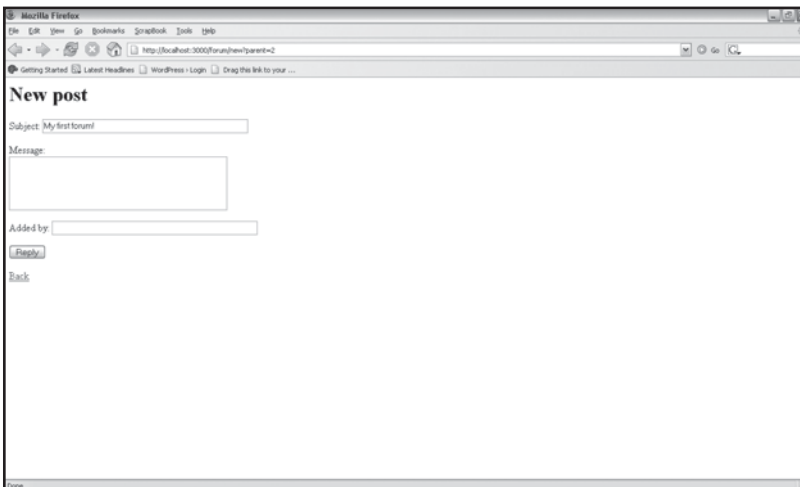 Mozilla Firefox
File Edit View Go Bookmarks ScrapBook Tools Help
http://localhost:3000/forum/new?parent=2
Getting Started Latest Headlines WordPress › Login Drag this link to your ....
New post
Subject: My first forum!
Message:
Added by:
Reply
Back
Done